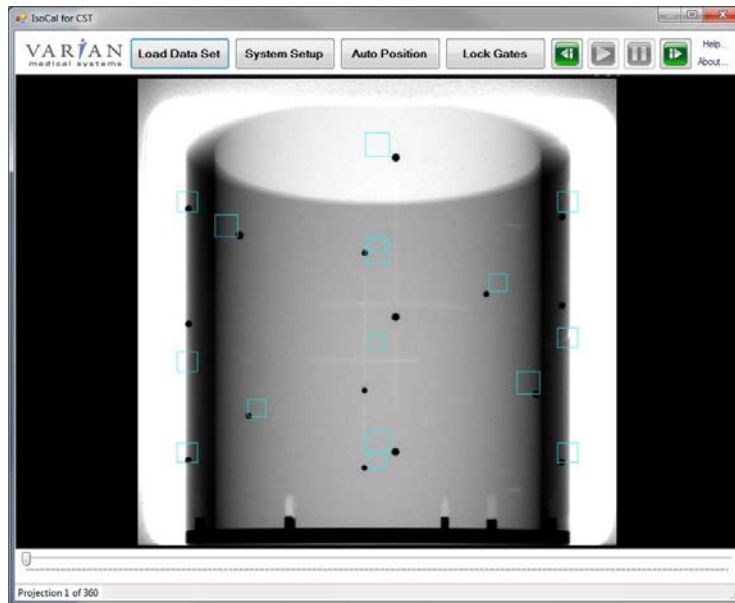 IsoCal for CST
VARIAN
medical systems
Load Data Set
System Setup
Auto Position
Lock Gates
Help...
About...
Projection 1 of 360